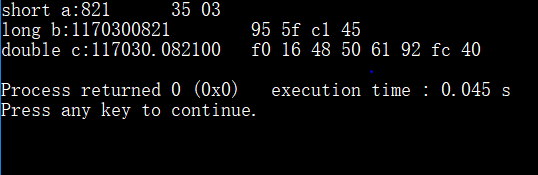 short a:821 35 03
long b:1170300821 95 5f c1 45
double c:117030.082100 f0 16 48 50 61 92 fc 40
Process returned 0 (0x0) execution time : 0.045 s
Press any key to continue.